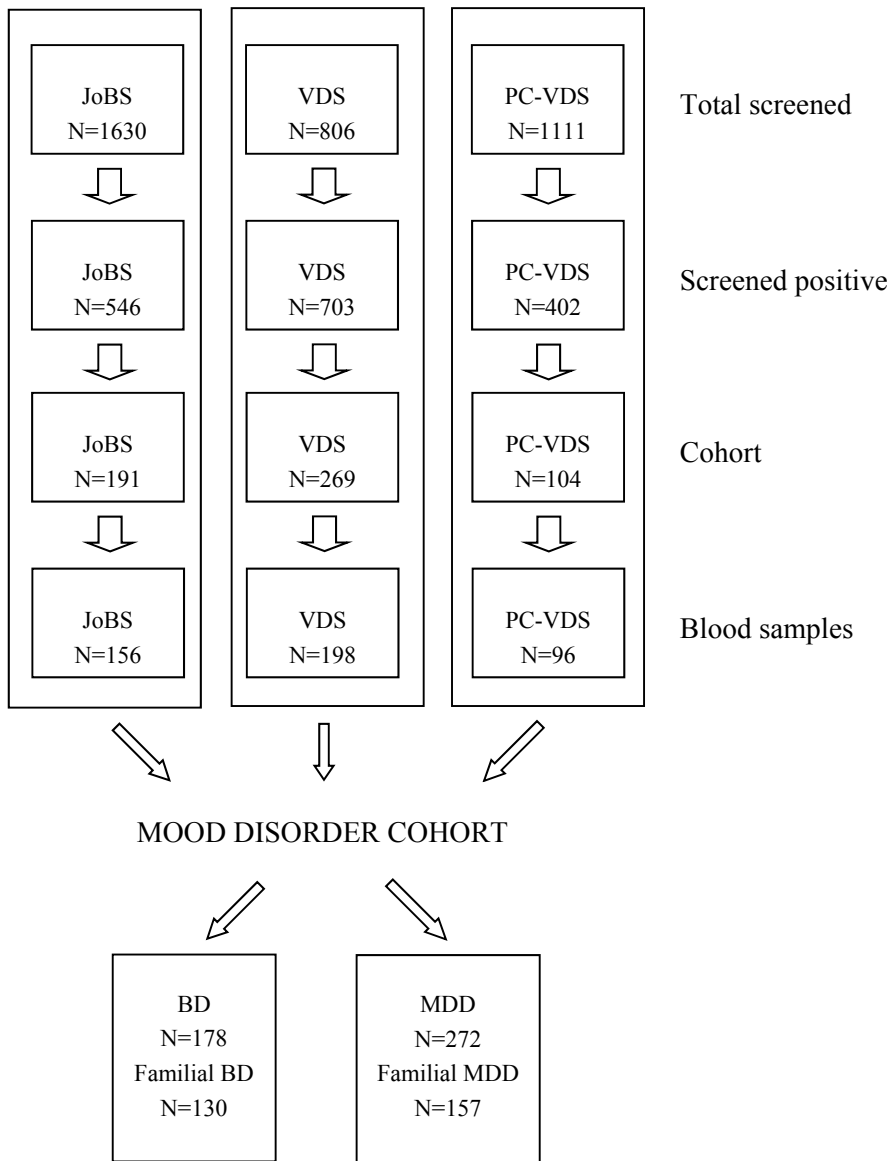 JoBS
N=1630
VDS
N=806
PC-VDS
N=1111
Total screened
JoBS
N=546
VDS
N=703
PC-VDS
N=402
Screened positive
JoBS
N=191
VDS
N=269
PC-VDS
N=104
Cohort
JoBS
N=156
VDS
N=198
PC-VDS
N=96
Blood samples
MOOD DISORDER COHORT
BD
N=178
Familial BD
N=130
MDD
N=272
Familial MDD
N=157